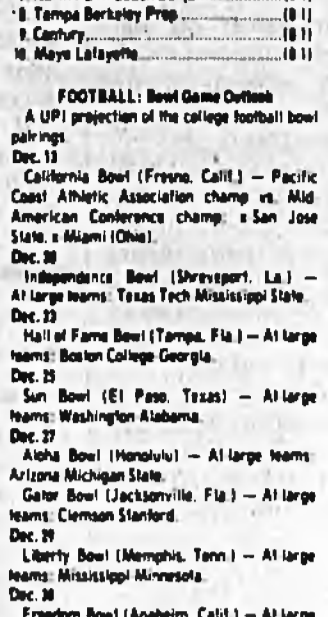 8. Tampa Berkeley Prep (8 1)
9. Century (8 1)
10. Mayo Lafayette (8 1)
FOOTBALL: Bowl Game Outlook
A UPI projection of the college football bowl
pairings
Dec. 13
California Bowl (Fresno, Calif.) — Pacific
Coast Athletic Association champ vs. Mid
American Conference champ: x San Jose
State, x Miami (Ohio).
Dec. 20
Independence Bowl (Shreveport, La.) —
At large teams: Texas Tech Mississippi State.
Dec. 23
Hall of Fame Bowl (Tampa, Fla.) — At large
teams: Boston College Georgia.
Dec. 25
Sun Bowl (El Paso, Texas) — At large
teams: Washington Alabama.
Dec. 27
Aloha Bowl (Honolulu) — At large teams:
Arizona Michigan State.
Gator Bowl (Jacksonville, Fla.) — At large
teams: Clemson Stanford.
Dec. 29
Liberty Bowl (Memphis, Tenn.) — At large
teams: Mississippi Minnesota.
Dec. 30
Freedom Bowl (Anaheim, Calif.) — At large